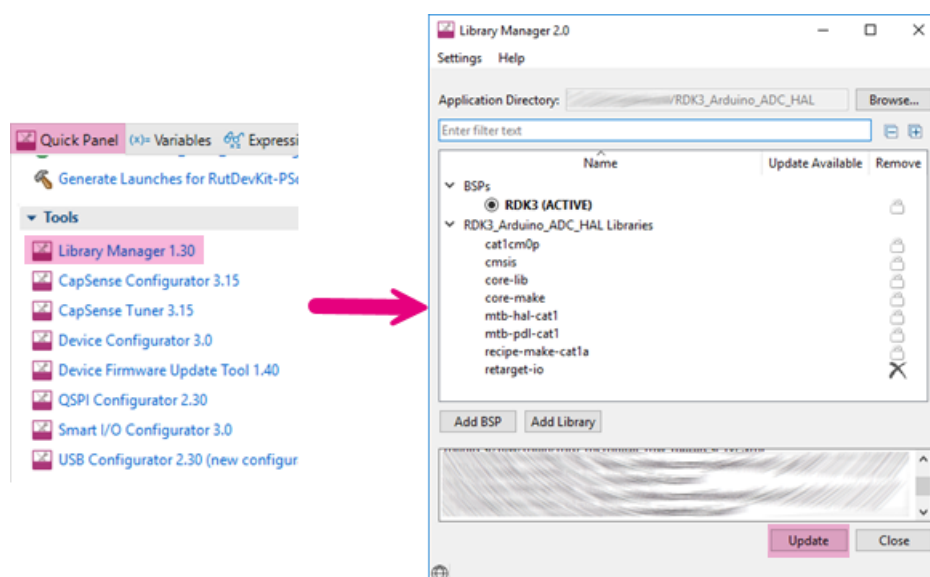 Quick Panel (x)= Variables Expressi
Generate Launches for RutDevKit-PSo
Tools
Library Manager 1.30
CapSense Configurator 3.15
CapSense Tuner 3.15
Device Configurator 3.0
Device Firmware Update Tool 1.40
QSPI Configurator 2.30
Smart I/O Configurator 3.0
USB Configurator 2.30 (new configur
Library Manager 2.0
Settings Help
Application Directory: /RDK3_Arduino_ADC_HAL Browse...
Enter filter text
Name Update Available Remove
BSPs
RDK3 (ACTIVE)
RDK3_Arduino_ADC_HAL Libraries
cat1cm0p
cmsis
core-lib
core-make
mtb-hal-cat1
mtb-pdl-cat1
recipe-make-cat1a
retarget-io
Add BSP Add Library
Update Close